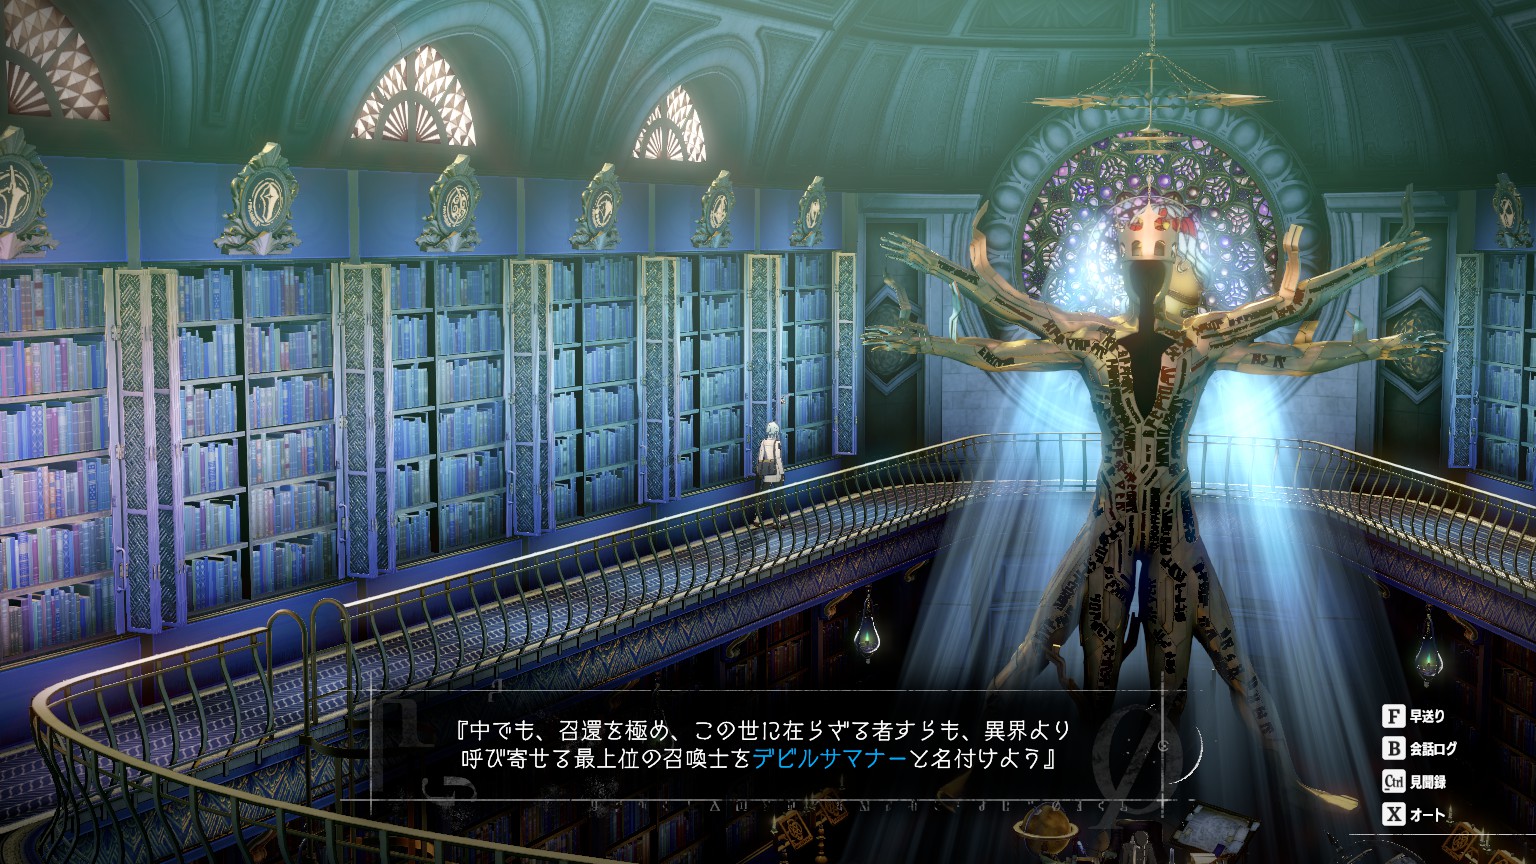 『中でも、召還を極め、この世に在らざる者すらも、異界より
呼び寄せる最上位の召喚士をデビルサマナーと名付けよう』
F 早送り
B 会話ログ
Ctrl 見聞録
X オート